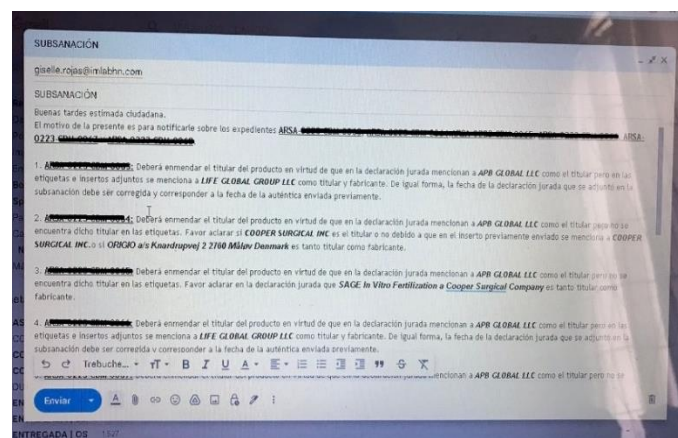 SUBSANACIÓN
giselle.rojas@imlabhn.com
SUBSANACIÓN
Buenas tardes estimada ciudadana.
El motivo de la presente es para notificarle sobre los expedientes ARSA- ARSA-
0223
1. Deberá enmendar el titular del producto en virtud de que en la declaración jurada mencionan a APB GLOBAL LLC como el titular pero en las
etiquetas e insertos adjuntos se menciona a LIFE GLOBAL GROUP LLC como titular y fabricante. De igual forma, la fecha de la declaración jurada que se adjunto en la
subsanación debe ser corregida y corresponder a la fecha de la auténtica enviada previamente.
2. 4: Deberá enmendar el titular del producto en virtud de que en la declaración jurada mencionan a APB GLOBAL LLC como el titular pero no se
encuentra dicho titular en las etiquetas. Favor aclarar si COOPER SURGICAL INC es el titular o no debido a que en el inserto previamente enviado se menciona a COOPER
SURGICAL INC.o si ORIGIO a/s Knardrupvej 2 2760 Måløv Denmark es tanto titular como fabricante.
3. Deberá enmendar el titular del producto en virtud de que en la declaración jurada mencionan a APB GLOBAL LLC como el titular pero no se
encuentra dicho titular en las etiquetas. Favor aclarar en la declaración jurada que SAGE In Vitro Fertilization a Cooper Surgical Company es tanto titular como
fabricante.
4. Deberá enmendar el titular del producto en virtud de que en la declaración jurada mencionan a APB GLOBAL LLC como el titular pero en las
etiquetas e insertos adjuntos se menciona a LIFE GLOBAL GROUP LLC como titular y fabricante. De igual forma, la fecha de la declaración jurada que se adjunto en la
subsanación debe ser corregida y corresponder a la fecha de la auténtica enviada previamente.
Trebuche...
mencionan a APB GLOBAL LLC como el titular pero no se
Enviar
ENTREGADA | OS